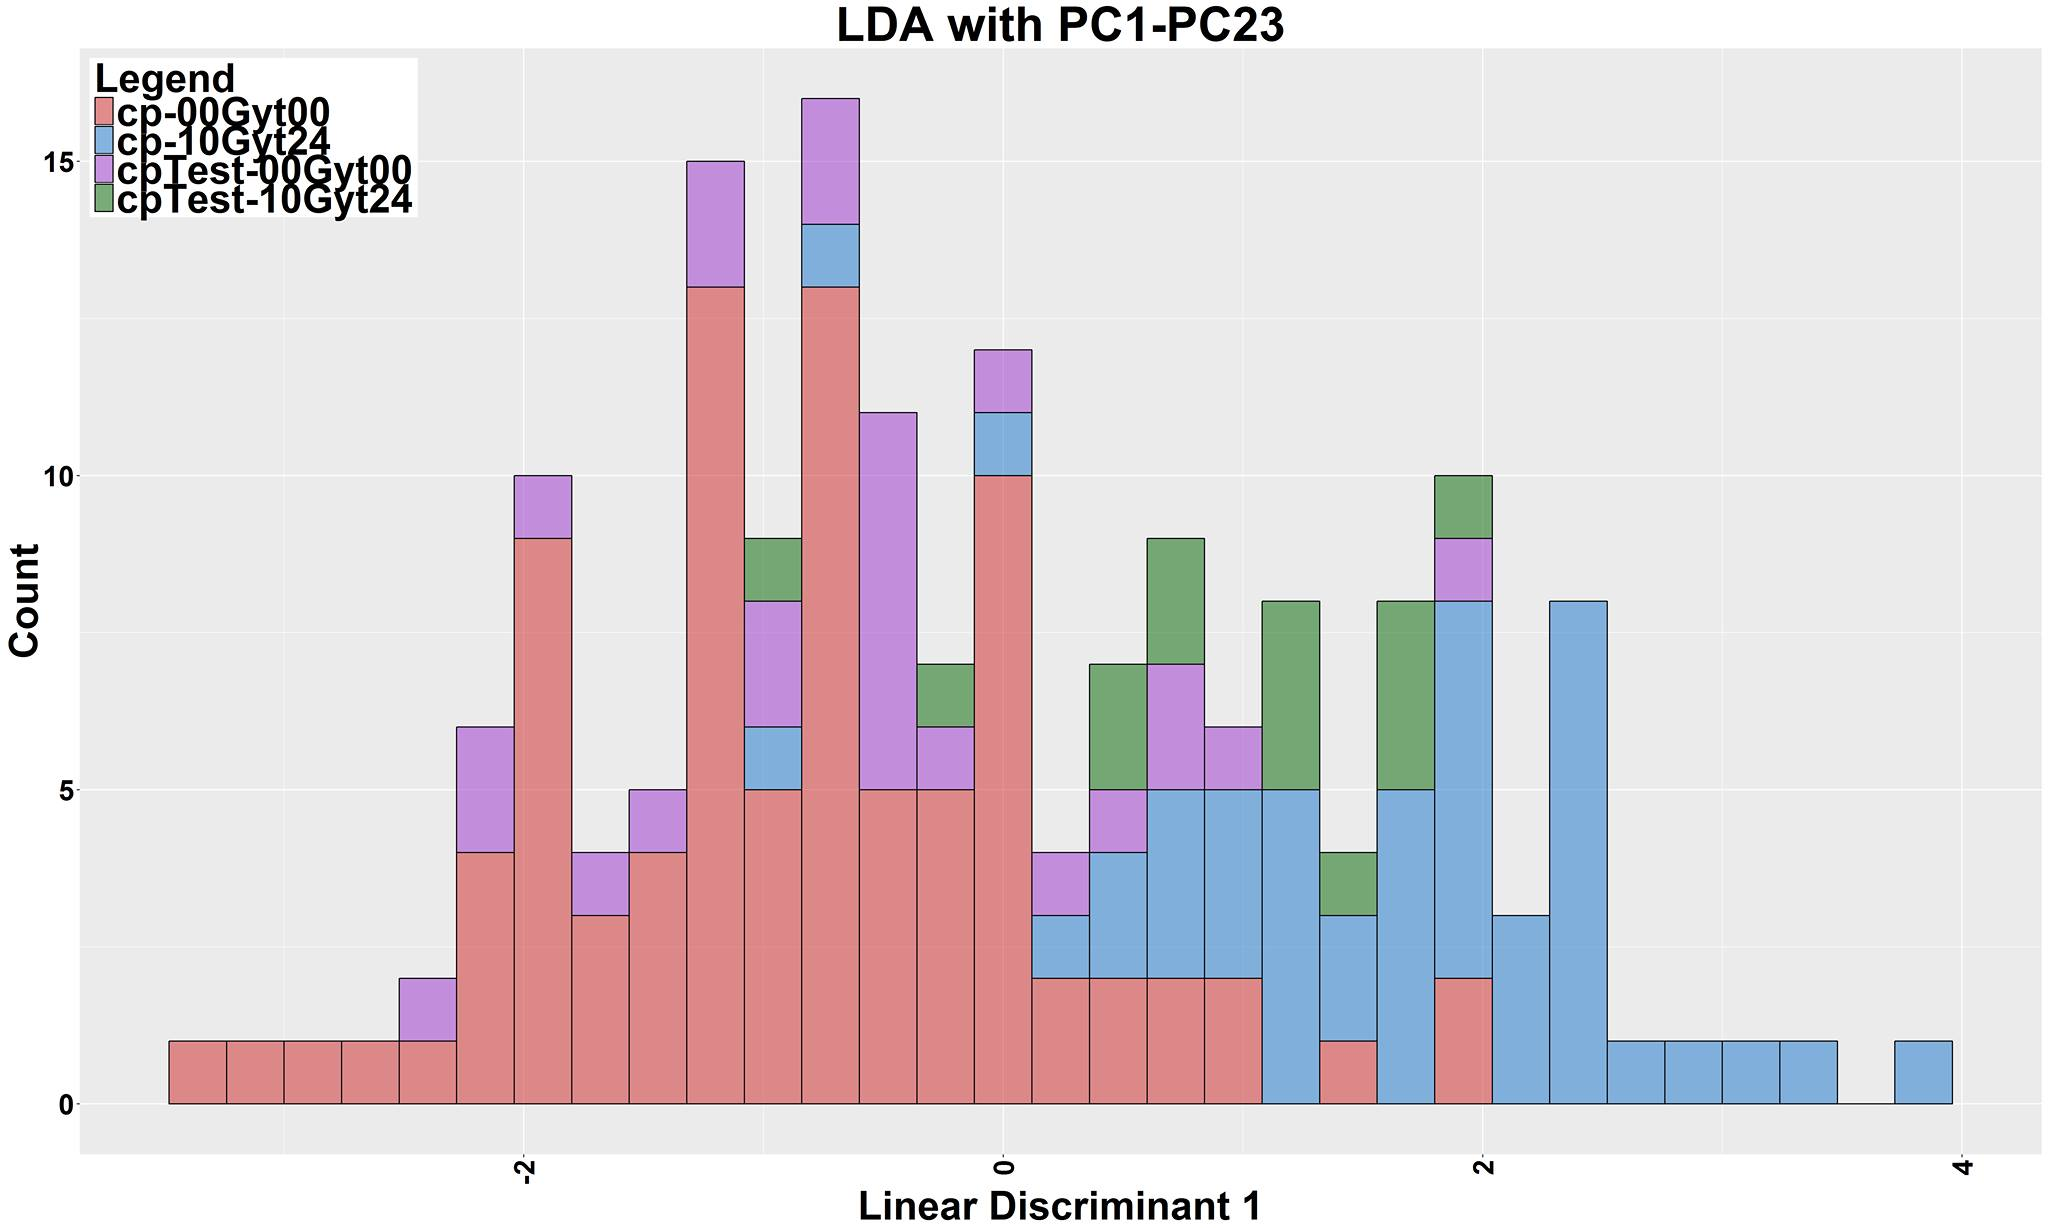 LDA with PC1-PC23
Legend
cp-00Gyt00
cp-10Gyt24
cpTest-00Gyt00
cpTest-10Gyt24
15
10
5
0
Count
-2
0
2
4
Linear Discriminant 1